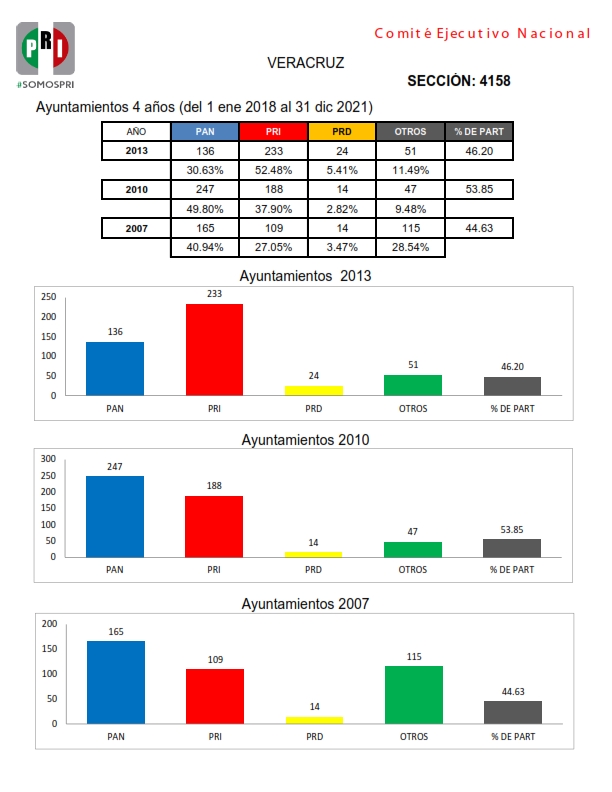 Comité Ejecutivo Nacional
PRI
#SOMOSPRI
VERACRUZ
SECCIÓN: 4158
Ayuntamientos 4 años (del 1 ene 2018 al 31 dic 2021)
AÑO PAN PRI PRD OTROS % DE PART
2013 136 233 24 51 46.20
30.63% 52.48% 5.41% 11.49%
2010 247 188 14 47 53.85
49.80% 37.90% 2.82% 9.48%
2007 165 109 14 115 44.63
40.94% 27.05% 3.47% 28.54%
Ayuntamientos 2013
250
200
150
100
50
0
136 233 24 51 46.20
PAN PRI PRD OTROS % DE PART
Ayuntamientos 2010
300
250
200
150
100
50
0
247 188 14 47 53.85
PAN PRI PRD OTROS % DE PART
Ayuntamientos 2007
200
150
100
50
0
165 109 14 115 44.63
PAN PRI PRD OTROS % DE PART